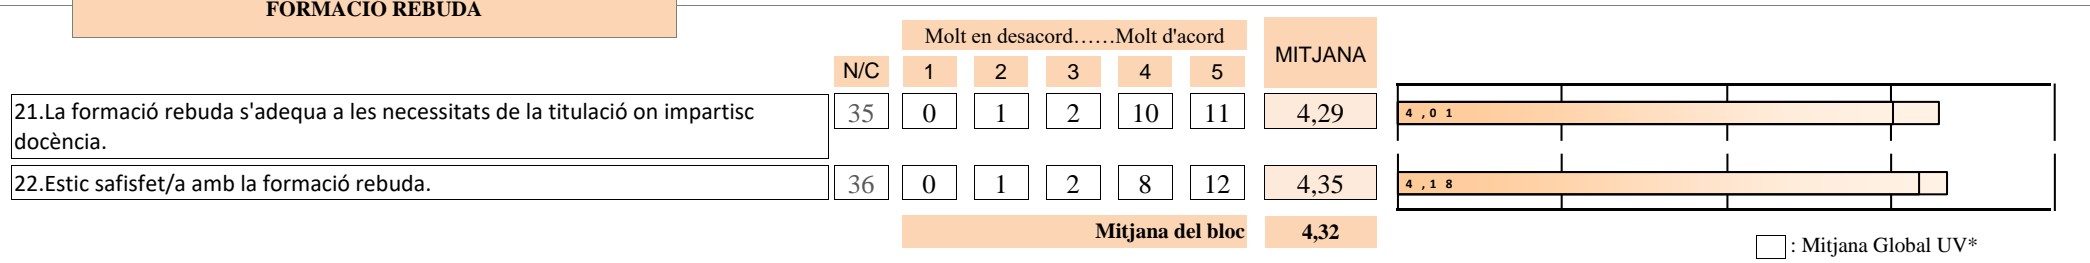 FORMACIO REBUDA
Molt en desacord......Molt d'acord
MITJANA
N/C 1 2 3 4 5
21.La formació rebuda s'adequa a les necessitats de la titulació on impartisc
docència.
35 0 1 2 10 11 4,29 4,01
22.Estic safisfet/a amb la formació rebuda. 36 0 1 2 8 12 4,35 4,18
Mitjana del bloc 4,32
: Mitjana Global UV*